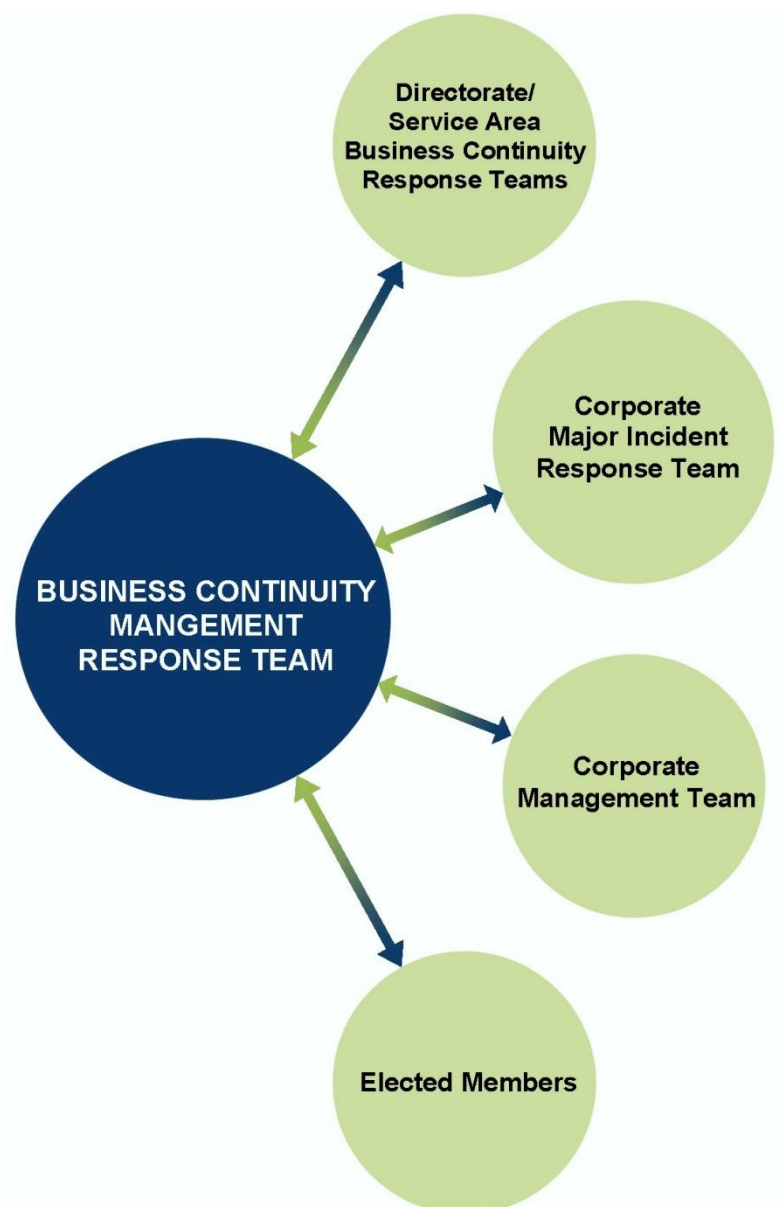 Directorate/
Service Area
Business Continuity
Response Teams
Corporate
Major Incident
Response Team
BUSINESS CONTINUITY
MANGEMENT
RESPONSE TEAM
Corporate
Management Team
Elected Members